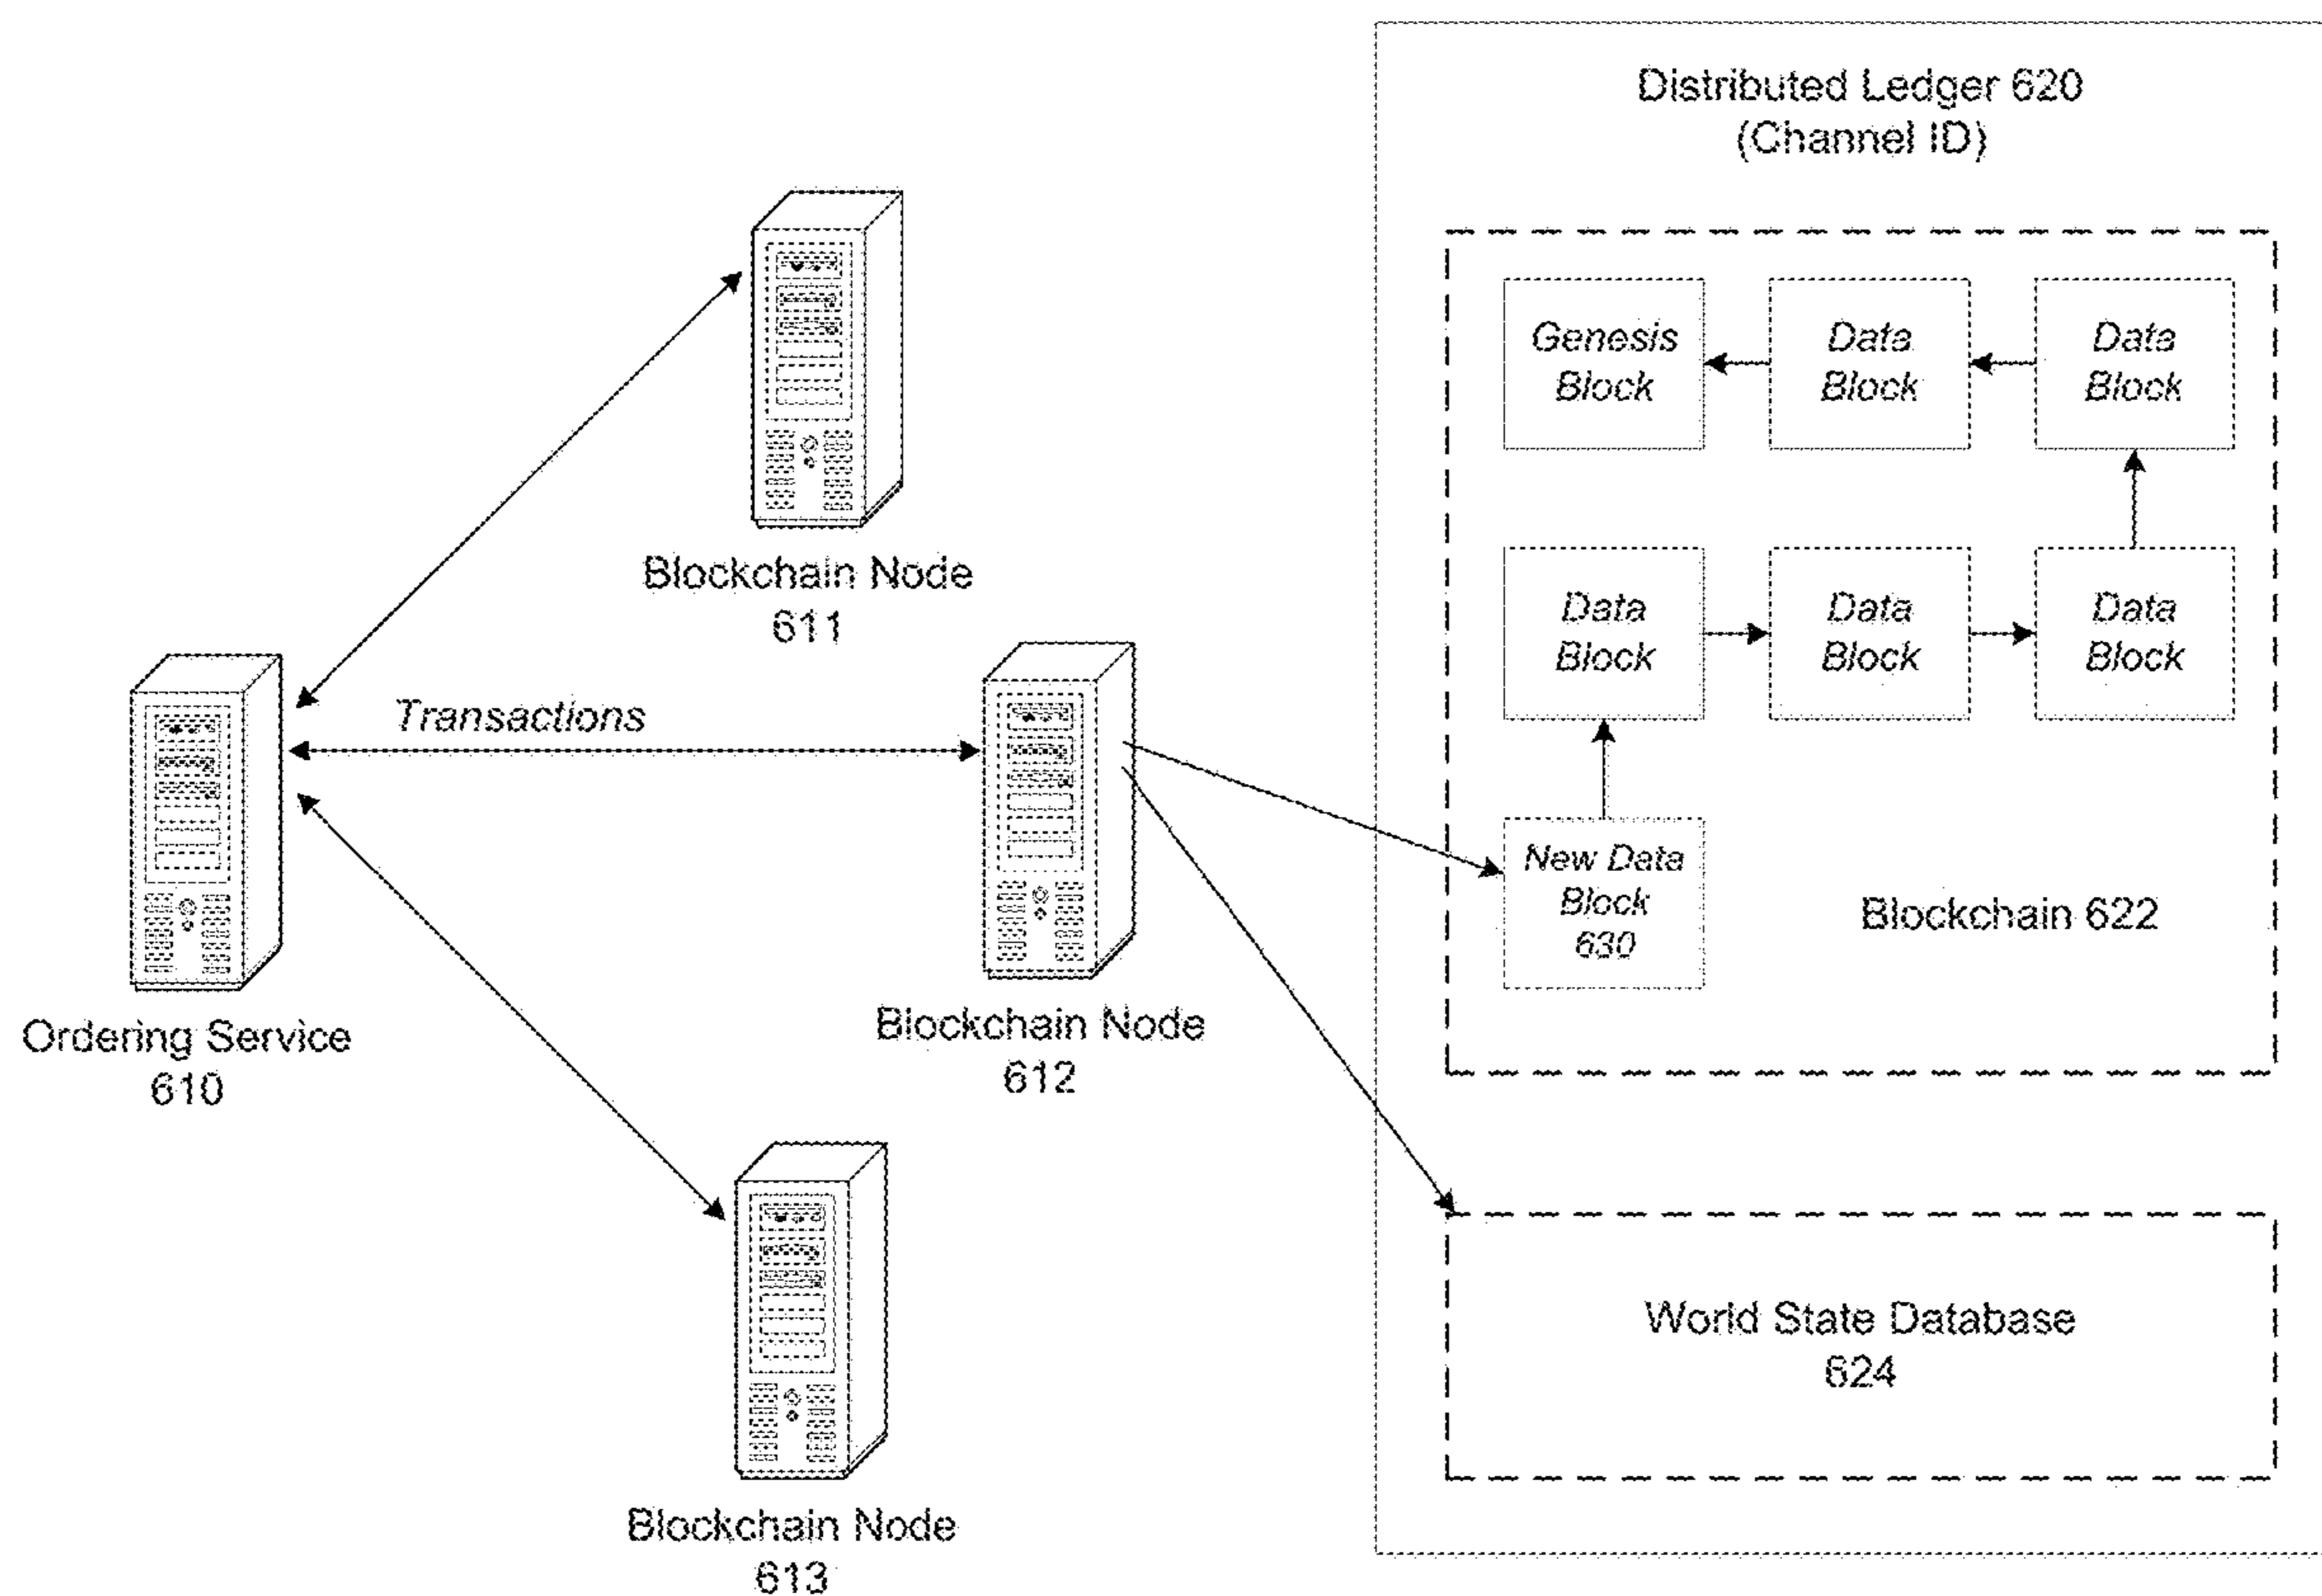 Distributed Ledger 620
(Channel ID)
Genesis
Block
Data
Block
Data
Block
Blockchain Node
611
Data
Block
Data
Block
Data
Block
Transactions
New Data
Block
630
Blockchain 622
Ordering Service
610
Blockchain Node
612
World State Database
624
Blockchain Node
613